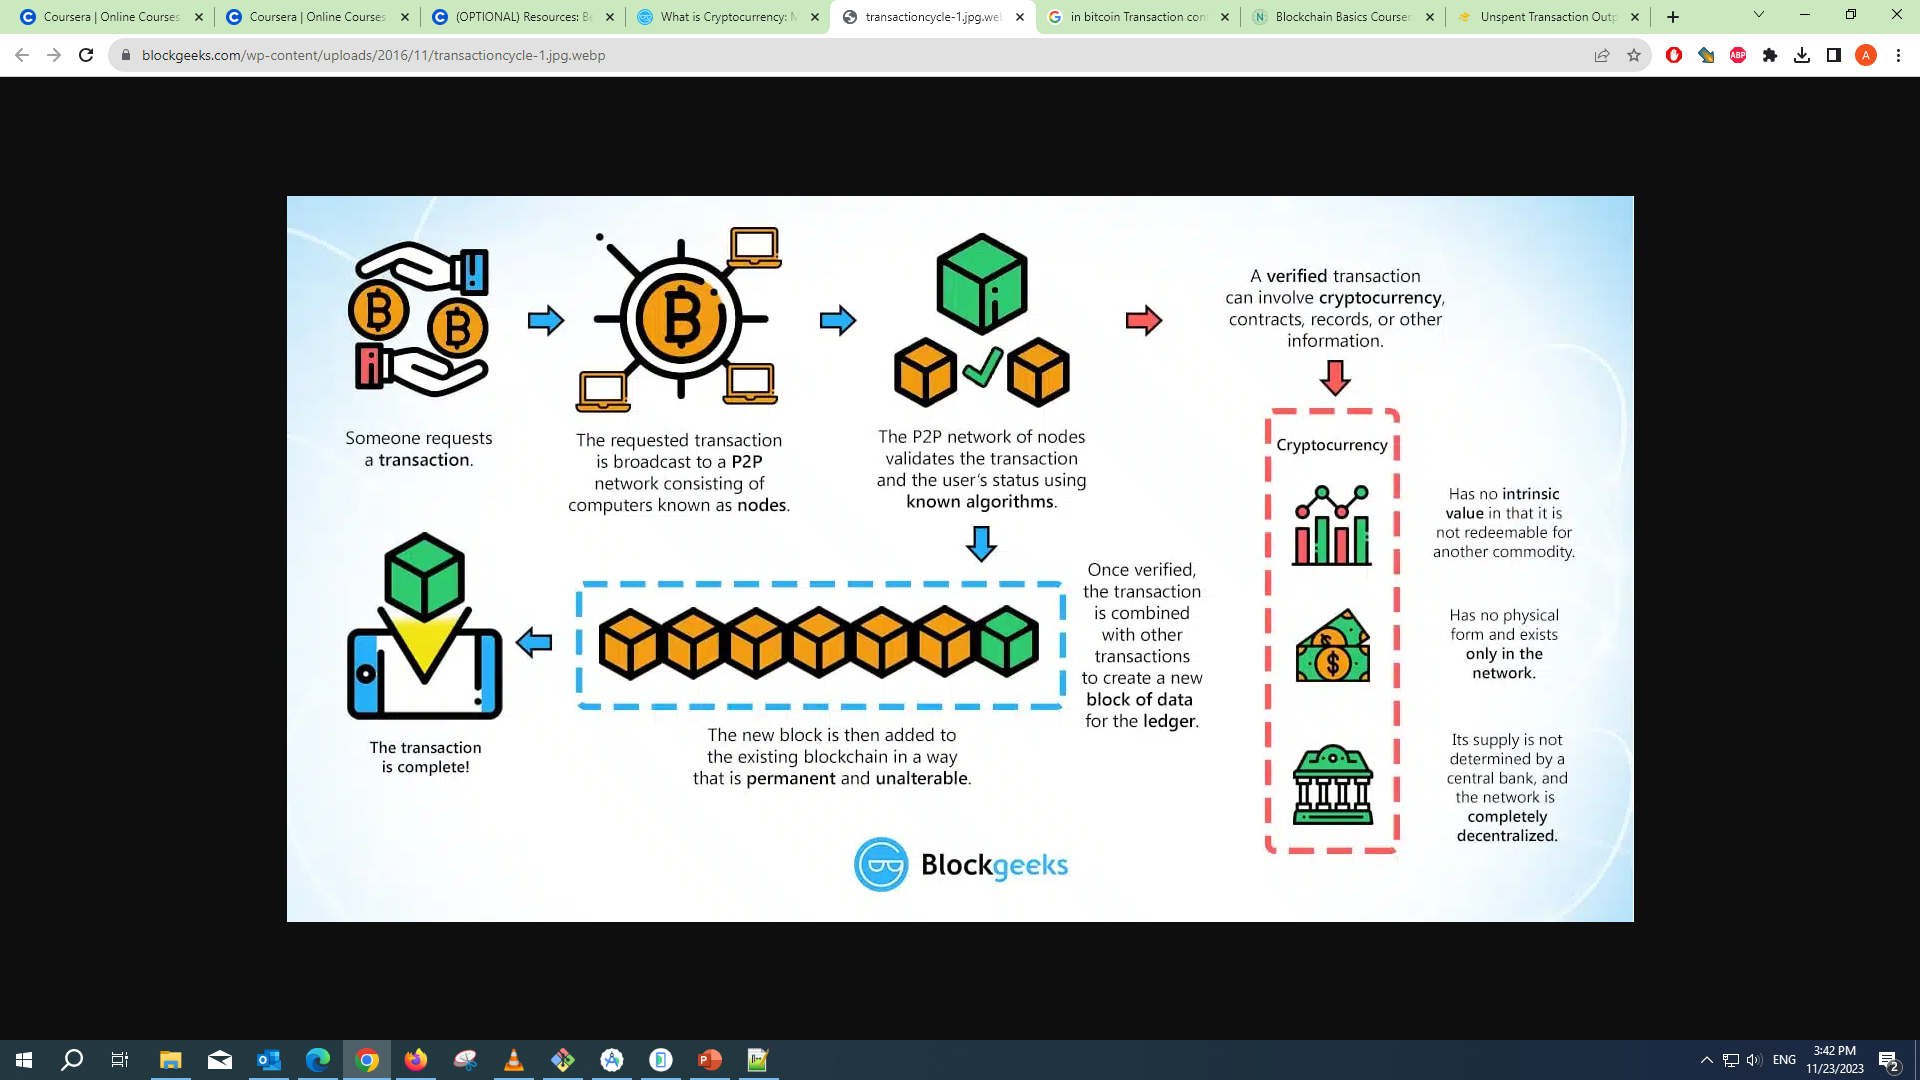 Coursera | Online Courses
Coursera | Online Courses
(OPTIONAL) Resources: Be
What is Cryptocurrency:
transactioncycle-1.jpg.we
in bitcoin Transaction con
Blockchain Basics Courser
Unspent Transaction Outp
blockgeeks.com/wp-content/uploads/2016/11/transactioncycle-1.jpg.webp
ABP
A
Someone requests
a transaction.
The requested transaction
is broadcast to a P2P
network consisting of
computers known as nodes.
The P2P network of nodes
validates the transaction
and the user's status using
known algorithms.
A verified transaction
can involve cryptocurrency,
contracts, records, or other
information.
Cryptocurrency
Has no intrinsic
value in that it is
not redeemable for
another commodity.
Has no physical
form and exists
only in the
network.
Its supply is not
determined by a
central bank, and
the network is
completely
decentralized.
Once verified,
the transaction
is combined
with other
transactions
to create a new
block of data
for the ledger.
The new block is then added to
the existing blockchain in a way
that is permanent and unalterable.
The transaction
is complete!
Blockgeeks
ENG
3:42 PM
11/23/2023
2